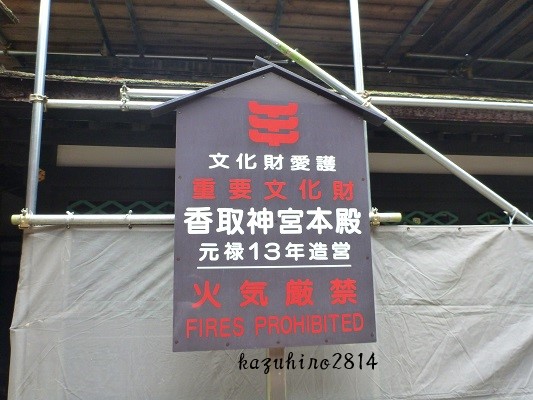 文化財愛護
重要文化財
香取神宮本殿
元禄13年造営
火気厳禁
FIRES PROHIBITED
kazuhiro2814